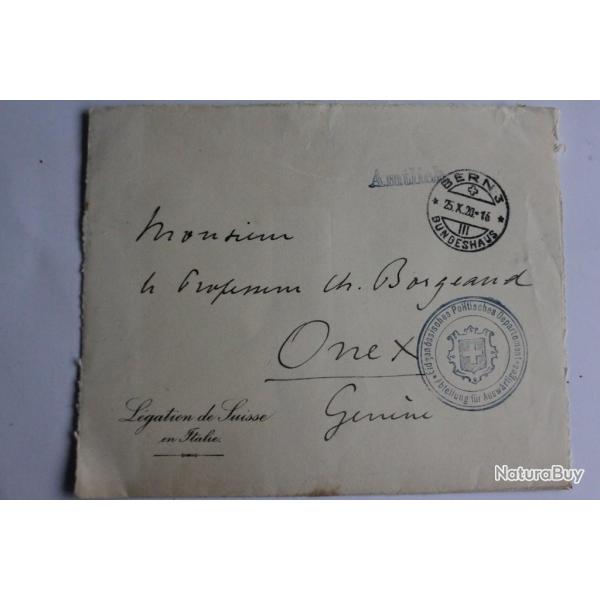 Amtlich
BERN 3
25.X.20-16
III
BUNDESHAUS
Monsieur
le Professeur Ch. Borgeaud
Onex
Genève
Eidgenössisches Politisches Departement
Abteilung für Auswärtiges
Légation de Suisse
en Italie.
NaturaBuy